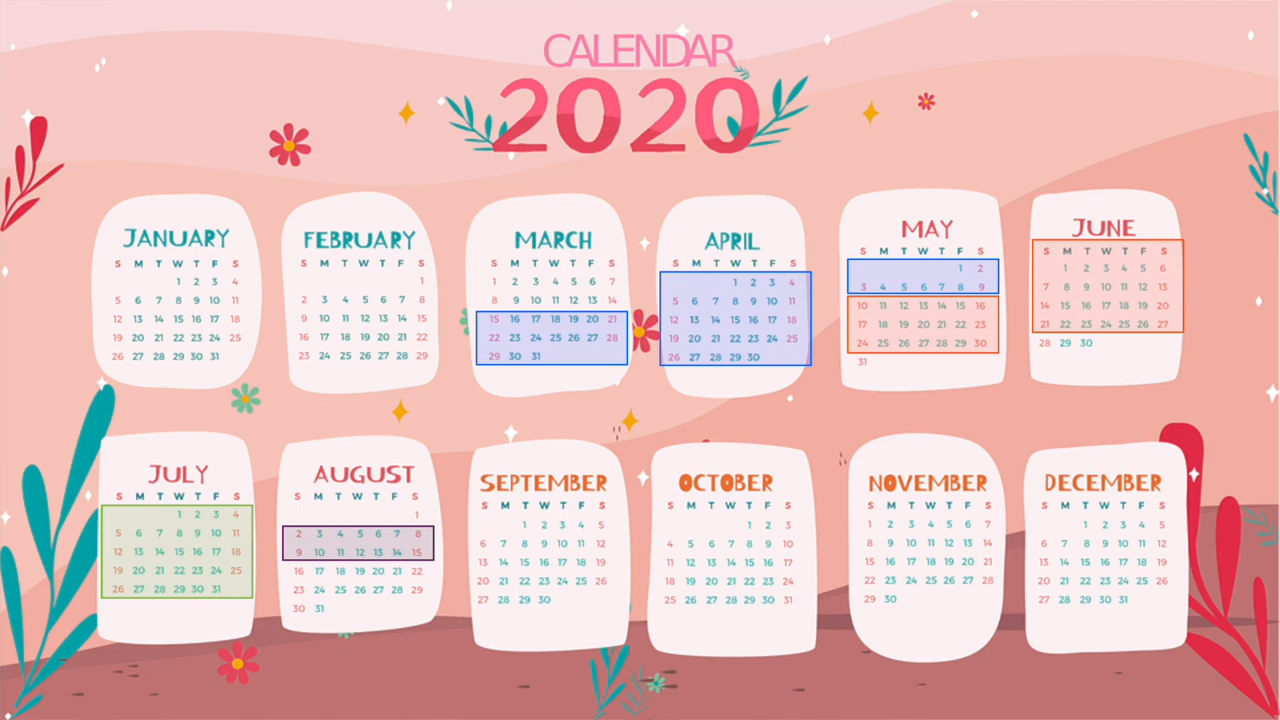 CALENDAR
2020
JANUARY
S M T W T F S
1 2 3 4
5 6 7 8 9 10 11
12 13 14 15 16 17 18
19 20 21 22 23 24 25
26 27 28 29 30 31
FEBRUARY
S M T W T F S
1
2 3 4 5 6 7 8
9 10 11 12 13 14 15
16 17 18 19 20 21 22
23 24 25 26 27 28 29
MARCH
S M T W T F S
1 2 3 4 5 6 7
8 9 10 11 12 13 14
15 16 17 18 19 20 21
22 23 24 25 26 27 28
29 30 31
APRIL
S M T W T F S
1 2 3 4
5 6 7 8 9 10 11
12 13 14 15 16 17 18
19 20 21 22 23 24 25
26 27 28 29 30
MAY
S M T W T F S
1 2
3 4 5 6 7 8 9
10 11 12 13 14 15 16
17 18 19 20 21 22 23
24 25 26 27 28 29 30
31
JUNE
S M T W T F S
1 2 3 4 5 6
7 8 9 10 11 12 13
14 15 16 17 18 19 20
21 22 23 24 25 26 27
28 29 30
JULY
S M T W T F S
1 2 3 4
5 6 7 8 9 10 11
12 13 14 15 16 17 18
19 20 21 22 23 24 25
26 27 28 29 30 31
AUGUST
S M T W T F S
1
2 3 4 5 6 7 8
9 10 11 12 13 14 15
16 17 18 19 20 21 22
23 24 25 26 27 28 29
30 31
SEPTEMBER
S M T W T F S
1 2 3 4 5
6 7 8 9 10 11 12
13 14 15 16 17 18 19
20 21 22 23 24 25 26
27 28 29 30
OCTOBER
S M T W T F S
1 2 3
4 5 6 7 8 9 10
11 12 13 14 15 16 17
18 19 20 21 22 23 24
25 26 27 28 29 30 31
NOVEMBER
S M T W T F S
1 2 3 4 5 6 7
8 9 10 11 12 13 14
15 16 17 18 19 20 21
22 23 24 25 26 27 28
29 30
DECEMBER
S M T W T F S
1 2 3 4 5
6 7 8 9 10 11 12
13 14 15 16 17 18 19
20 21 22 23 24 25 26
27 28 29 30 31